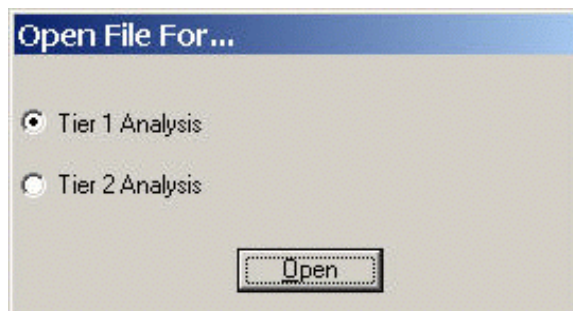 Open File For...
Tier 1 Analysis
Tier 2 Analysis
Open